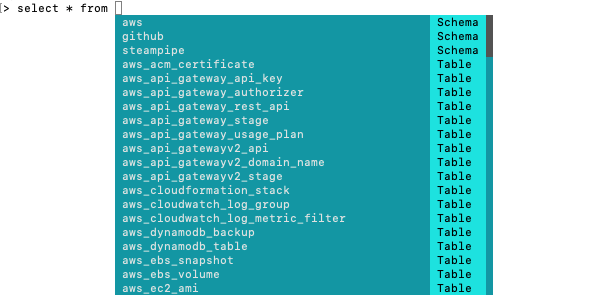 > select * from
aws Schema
github Schema
steampipe Schema
aws_acm_certificate Table
aws_api_gateway_api_key Table
aws_api_gateway_authorizer Table
aws_api_gateway_rest_api Table
aws_api_gateway_stage Table
aws_api_gateway_usage_plan Table
aws_api_gatewayv2_api Table
aws_api_gatewayv2_domain_name Table
aws_api_gatewayv2_stage Table
aws_cloudformation_stack Table
aws_cloudwatch_log_group Table
aws_cloudwatch_log_metric_filter Table
aws_dynamodb_backup Table
aws_dynamodb_table Table
aws_ebs_snapshot Table
aws_ebs_volume Table
aws_ec2_ami Table